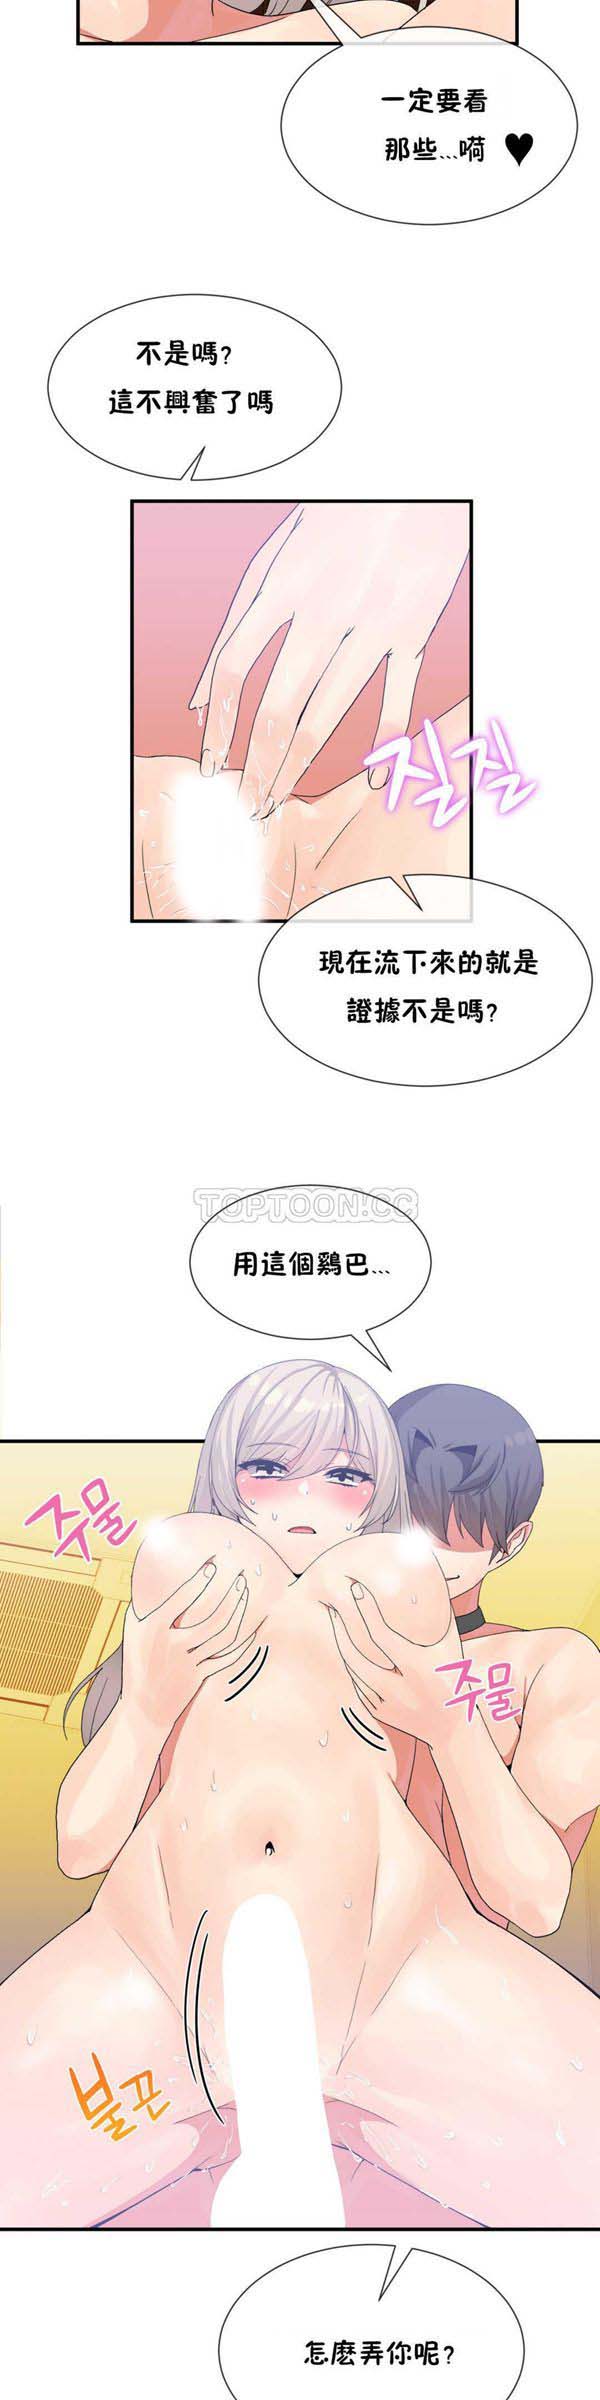 一定要看
那些...嗬♥
不是嗎?
這不興奮了嗎
질질
現在流下來的就是
證據不是嗎?
TOPTOON.CC
用這個鷄巴...
주물
주물
불끈
怎麼弄你呢?